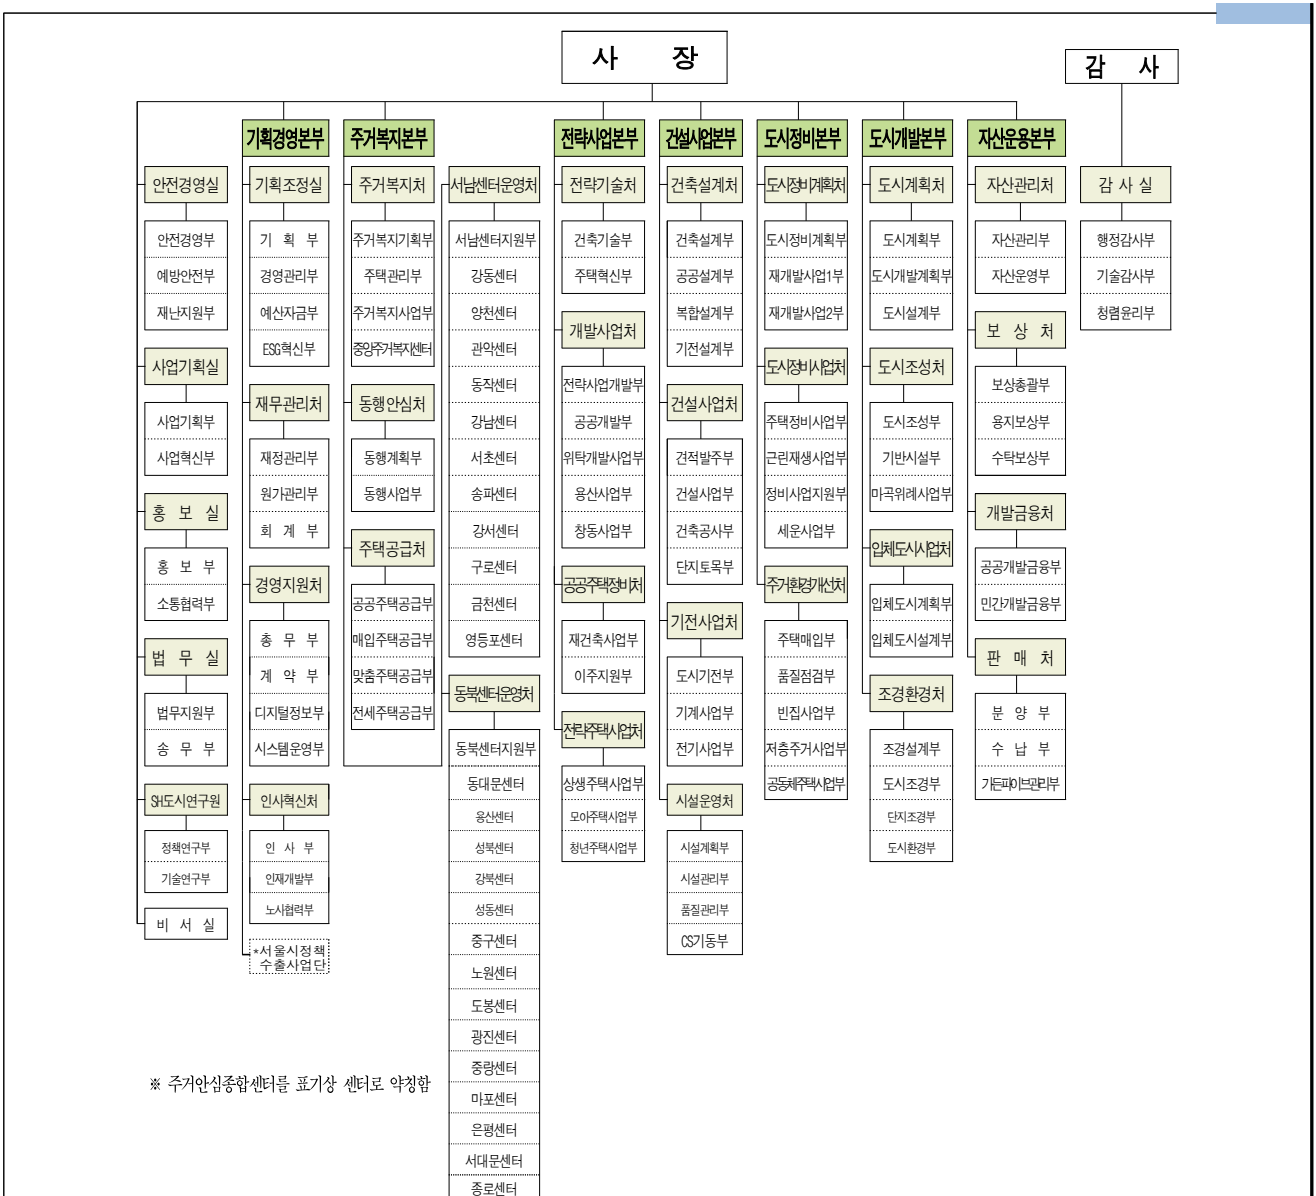 사 장
감 사
안전경영실
안전경영부
예방안전부
재난지원부
사업기획실
사업기획부
사업혁신부
홍 보 실
홍 보 부
소통협력부
법 무 실
법무지원부
송 무 부
SH도시연구원
정책연구부
기술연구부
비 서 실
기획경영본부
기획조정실
기 획 부
경영관리부
예산자금부
ESG혁신부
재무관리처
재정관리부
원가관리부
회 계 부
경영지원처
총 무 부
계 약 부
디지털정보부
시스템운영부
인사혁신처
인 사 부
인재개발부
노사협력부
*서울시정책
수출사업단
주거복지본부
주거복지처
주거복지기획부
주택관리부
주거복지사업부
중앙주거복지센터
동행안심처
동행계획부
동행사업부
주택공급처
공공주택공급부
매입주택공급부
맞춤주택공급부
전세주택공급부
서남센터운영처
서남센터지원부
강동센터
양천센터
관악센터
동작센터
강남센터
서초센터
송파센터
강서센터
구로센터
금천센터
영등포센터
동북센터운영처
동북센터지원부
동대문센터
용산센터
성북센터
강북센터
성동센터
중구센터
노원센터
도봉센터
광진센터
중랑센터
마포센터
은평센터
서대문센터
종로센터
전략사업본부
전략기술처
건축기술부
주택혁신부
개발사업처
전략사업개발부
공공개발부
위탁개발사업부
용산사업부
창동사업부
공공주택정비처
재건축사업부
이주지원부
전략주택사업처
상생주택사업부
모아주택사업부
청년주택사업부
건설사업본부
건축설계처
건축설계부
공공설계부
복합설계부
기전설계부
건설사업처
견적발주부
건설사업부
건축공사부
단지토목부
기전사업처
도시기전부
기계사업부
전기사업부
시설운영처
시설계획부
시설관리부
품질관리부
CS기동부
도시정비본부
도시정비계획처
도시정비계획부
재개발사업1부
재개발사업2부
도시정비사업처
주택정비사업부
근린재생사업부
정비사업지원부
세운사업부
주거환경개선처
주택매입부
품질점검부
빈집사업부
저층주거사업부
공동체주택사업부
도시개발본부
도시계획처
도시계획부
도시개발계획부
도시설계부
도시조성처
도시조성부
기반시설부
마곡위례사업부
입체도시사업처
입체도시계획부
입체도시설계부
조경환경처
조경설계부
도시조경부
단지조경부
도시환경부
자산운용본부
자산관리처
자산관리부
자산운영부
보 상 처
보상총괄부
용지보상부
수탁보상부
개발금융처
공공개발금융부
민간개발금융부
판 매 처
분 양 부
수 납 부
가든파이브관리부
감 사 실
행정감사부
기술감사부
청렴윤리부
※ 주거안심종합센터를 표기상 센터로 약칭함